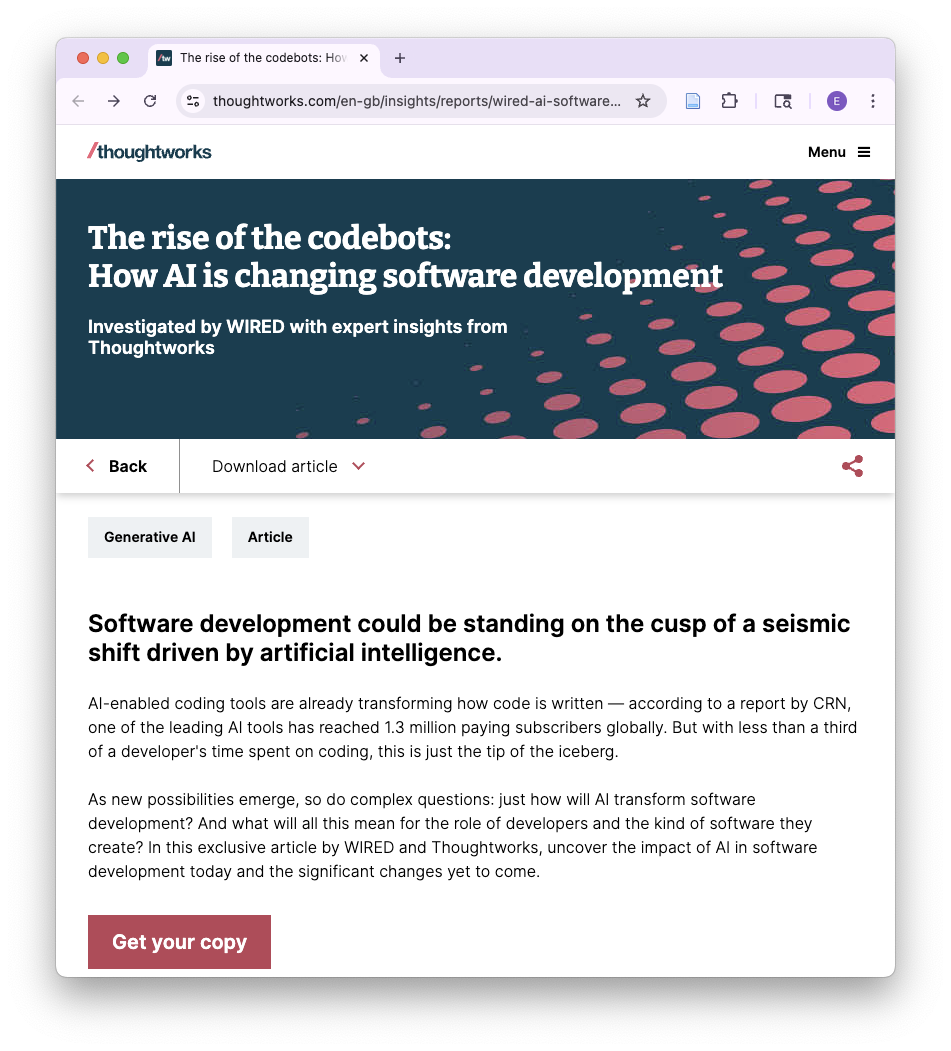 /tw The rise of the codebots: How
thoughtworks.com/en-gb/insights/reports/wired-ai-software...
E
/thoughtworks
Menu
The rise of the codebots:
How AI is changing software development
Investigated by WIRED with expert insights from
Thoughtworks
Back
Download article
Generative AI
Article
Software development could be standing on the cusp of a seismic
shift driven by artificial intelligence.
AI-enabled coding tools are already transforming how code is written — according to a report by CRN,
one of the leading AI tools has reached 1.3 million paying subscribers globally. But with less than a third
of a developer's time spent on coding, this is just the tip of the iceberg.
As new possibilities emerge, so do complex questions: just how will AI transform software
development? And what will all this mean for the role of developers and the kind of software they
create? In this exclusive article by WIRED and Thoughtworks, uncover the impact of AI in software
development today and the significant changes yet to come.
Get your copy